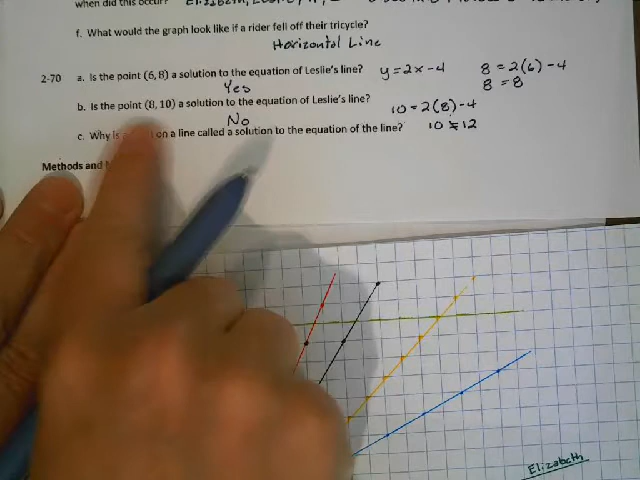 when did this occur?
f. What would the graph look like if a rider fell off their tricycle?
Horizontal Line
2-70 a. Is the point (6, 8) a solution to the equation of Leslie's line? y = 2x - 4 8 = 2(6) - 4
Yes 8 = 8
b. Is the point (8, 10) a solution to the equation of Leslie's line? 10 = 2(8) - 4
No 10 ≠ 12
c. Why is on a line called a solution to the equation of the line?
Methods and
Elizabeth